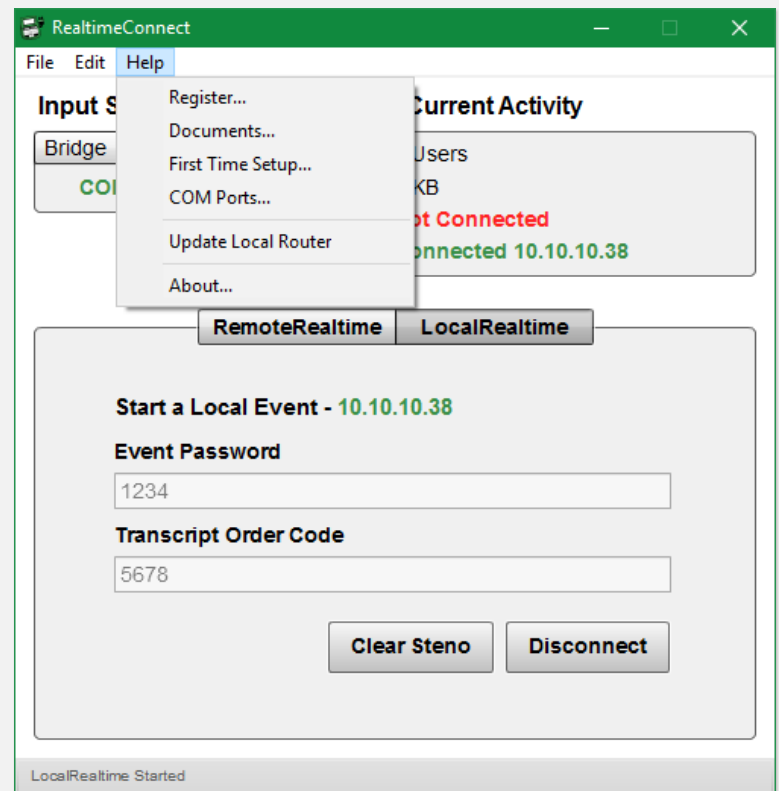 RealtimeConnect
File Edit Help
Input S
Current Activity
Register...
Documents...
First Time Setup...
COM Ports...
Update Local Router
About...
Bridge
Users
KB
ot Connected
onnected 10.10.10.38
RemoteRealtime LocalRealtime
Start a Local Event - 10.10.10.38
Event Password
1234
Transcript Order Code
5678
Clear Steno Disconnect
LocalRealtime Started